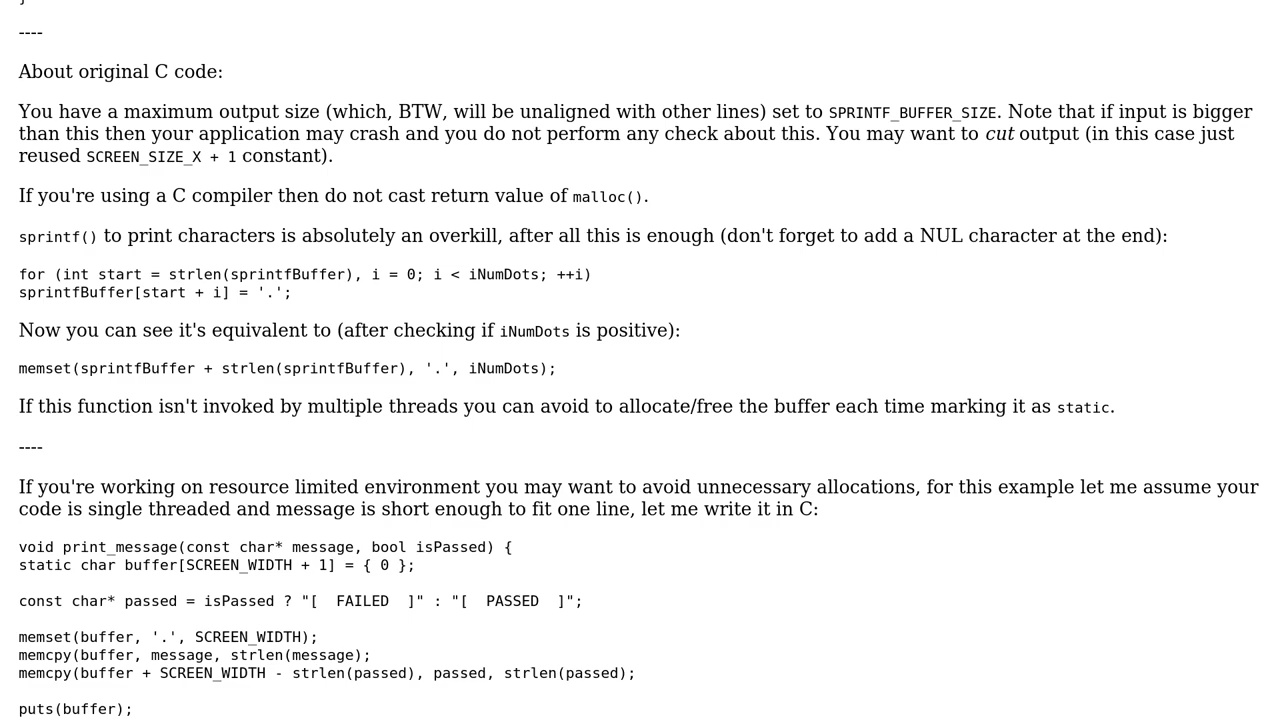 }
----
About original C code:
You have a maximum output size (which, BTW, will be unaligned with other lines) set to SPRINTF_BUFFER_SIZE. Note that if input is bigger
than this then your application may crash and you do not perform any check about this. You may want to cut output (in this case just
reused SCREEN_SIZE_X + 1 constant).
If you're using a C compiler then do not cast return value of malloc().
sprintf() to print characters is absolutely an overkill, after all this is enough (don't forget to add a NUL character at the end):
for (int start = strlen(sprintfBuffer), i = 0; i < iNumDots; ++i)
sprintfBuffer[start + i] = '.';
Now you can see it's equivalent to (after checking if iNumDots is positive):
memset(sprintfBuffer + strlen(sprintfBuffer), '.', iNumDots);
If this function isn't invoked by multiple threads you can avoid to allocate/free the buffer each time marking it as static.
----
If you're working on resource limited environment you may want to avoid unnecessary allocations, for this example let me assume your
code is single threaded and message is short enough to fit one line, let me write it in C:
void print_message(const char* message, bool isPassed) {
static char buffer[SCREEN_WIDTH + 1] = { 0 };
const char* passed = isPassed ? "[  FAILED  ]" : "[  PASSED  ]";
memset(buffer, '.', SCREEN_WIDTH);
memcpy(buffer, message, strlen(message);
memcpy(buffer + SCREEN_WIDTH - strlen(passed), passed, strlen(passed);
puts(buffer);